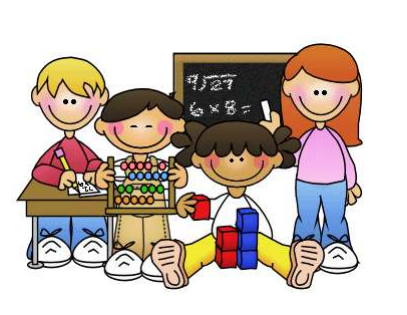 9)27
6 x 8 =